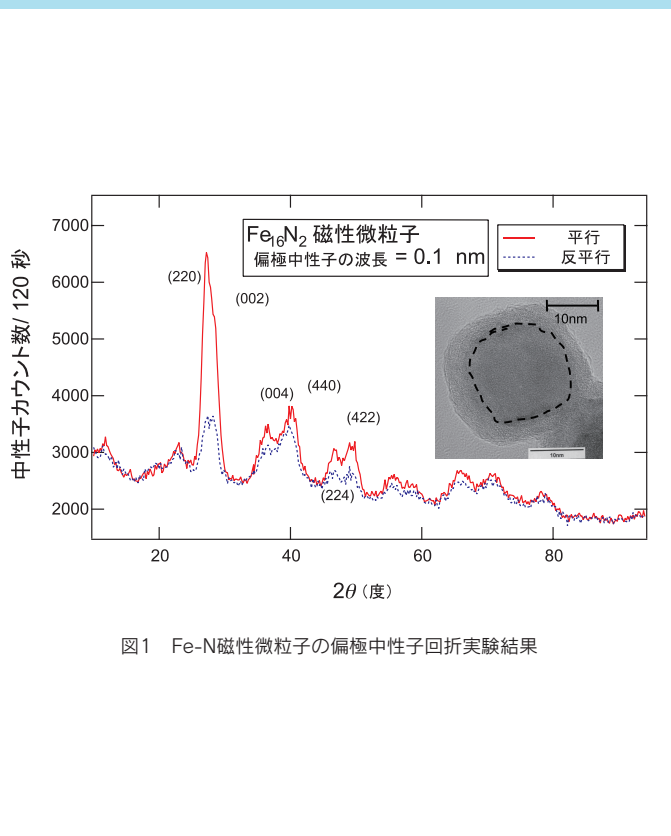 7000
6000
5000
4000
3000
2000
中性子カウント数/ 120 秒
Fe16N2 磁性微粒子
偏極中性子の波長 = 0.1 nm
平行
反平行
(220)
(002)
(004)
(440)
(422)
(224)
10nm
10nm
20
40
60
80
2θ (度)
図1 Fe-N磁性微粒子の偏極中性子回折実験結果